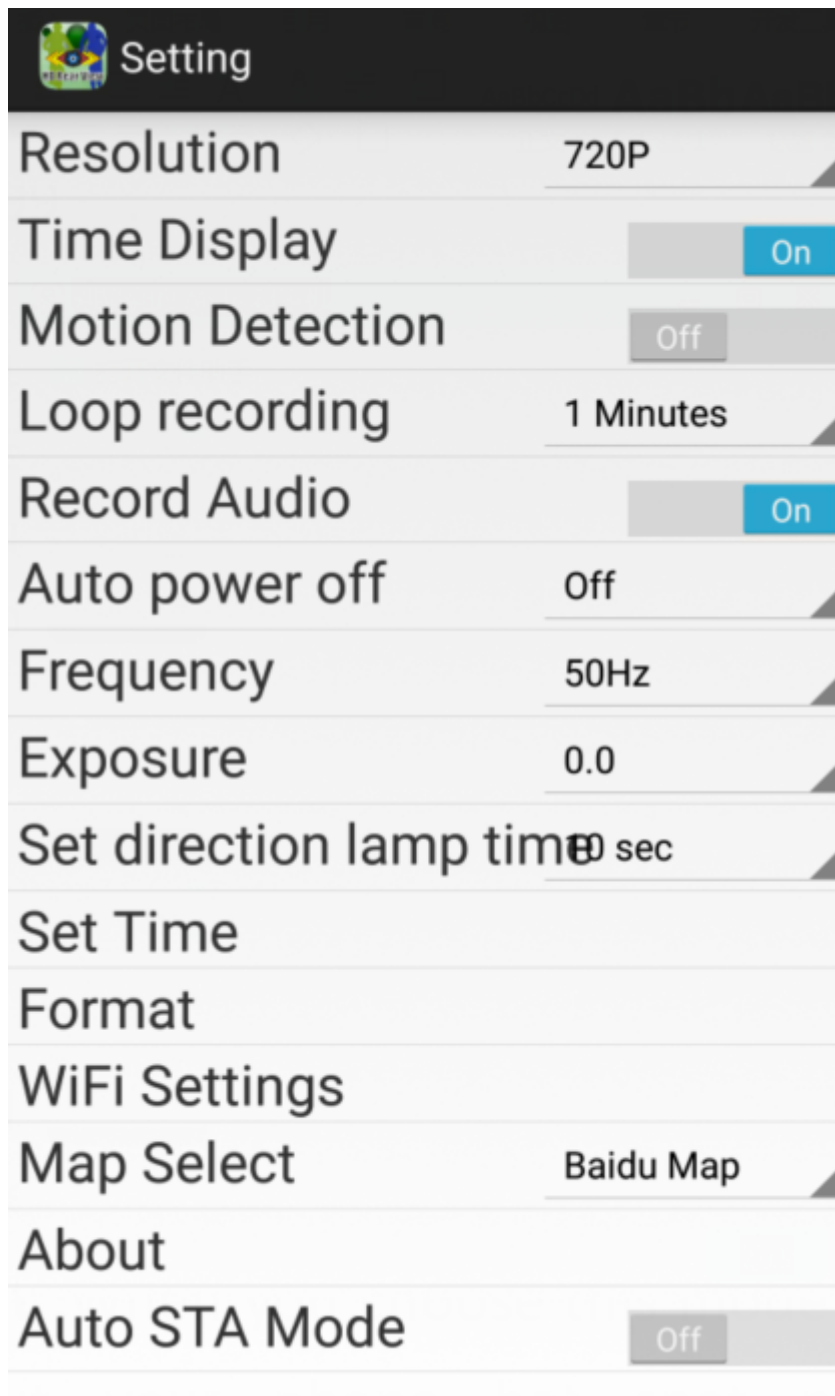 Setting
Resolution 720P
Time Display On
Motion Detection Off
Loop recording 1 Minutes
Record Audio On
Auto power off Off
Frequency 50Hz
Exposure 0.0
Set direction lamp time 10 sec
Set Time
Format
WiFi Settings
Map Select Baidu Map
About
Auto STA Mode Off